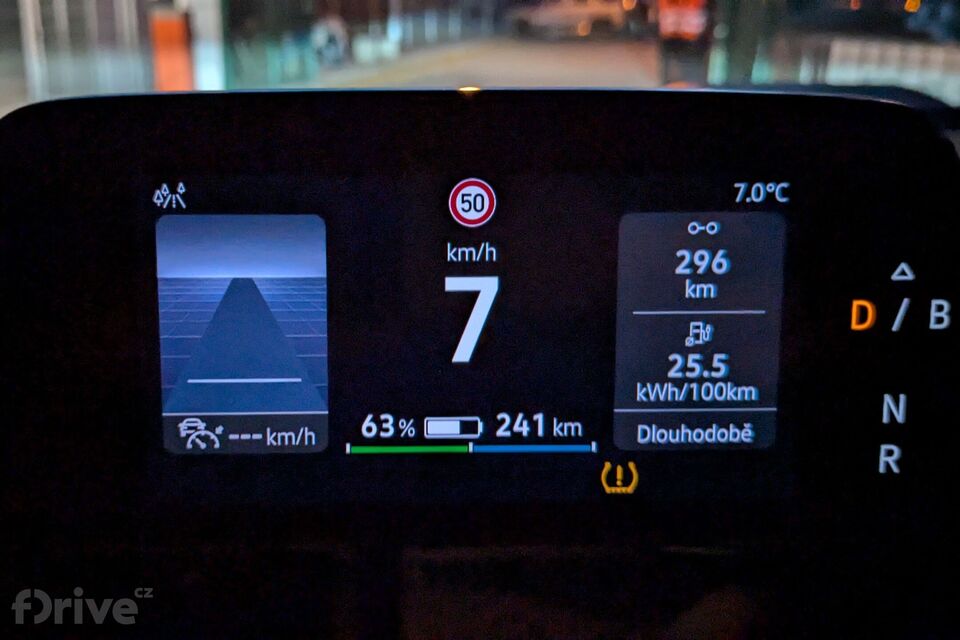 50
7.0°C
km/h
7
296
km
25.5
kWh/100km
Dlouhodobě
--- km/h
63 %
241 km
D / B
N
R
fDrive cz